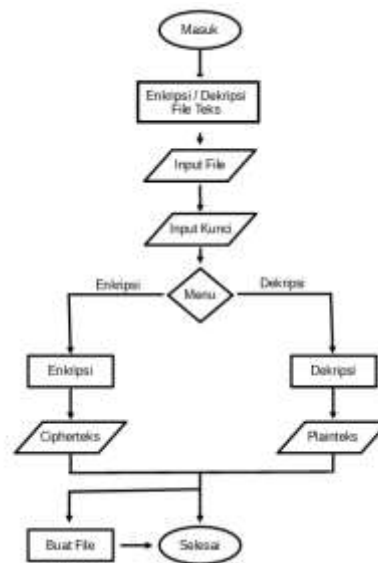 Masuk
Enkripsi / Dekripsi
File Teks
Input File
Input Kunci
Enkripsi
Menu
Dekripsi
Enkripsi
Dekripsi
Cipherteks
Plainteks
Buat File
Selesai